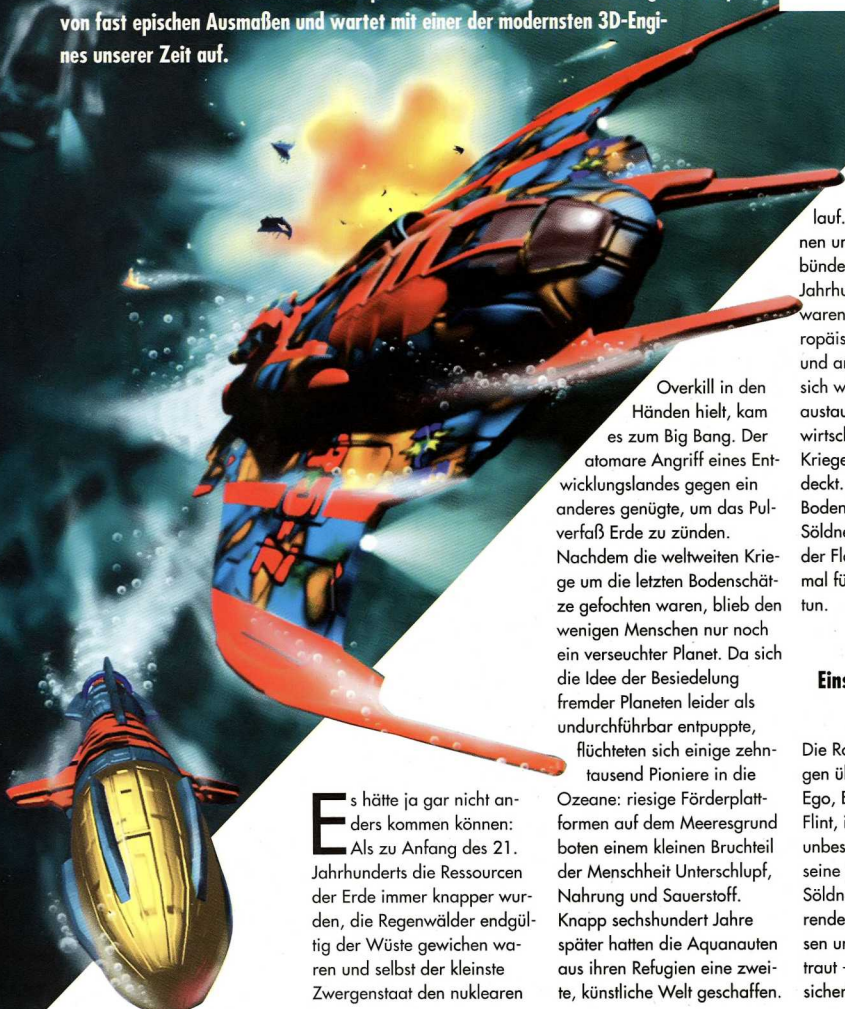 von fast epischen Ausmaßen und wartet mit einer der modernsten 3D-Engi-
nes unserer Zeit auf.
Es hätte ja gar nicht an-
ders kommen können:
Als zu Anfang des 21.
Jahrhunderts die Ressourcen
der Erde immer knapper wur-
den, die Regenwälder endgül-
tig der Wüste gewichen wa-
ren und selbst der kleinste
Zwergenstaat den nuklearen
Overkill in den
Händen hielt, kam
es zum Big Bang. Der
atomare Angriff eines Ent-
wicklungslandes gegen ein
anderes genügte, um das Pul-
verfaß Erde zu zünden.
Nachdem die weltweiten Krie-
ge um die letzten Bodenschät-
ze gefochten waren, blieb den
wenigen Menschen nur noch
ein verseuchter Planet. Da sich
die Idee der Besiedelung
fremder Planeten leider als
undurchführbar entpuppte,
flüchteten sich einige zehn-
tausend Pioniere in die
Ozeane: riesige Förderplatt-
formen auf dem Meeresgrund
boten einem kleinen Bruchteil
der Menschheit Unterschlupf,
Nahrung und Sauerstoff.
Knapp sechshundert Jahre
später hatten die Aquanauten
aus ihren Refugien eine zwei-
te, künstliche Welt geschaffen.
lauf.
nen un
bünde
Jahrhu
waren
ropäis
und a
sich w
austau
wirtsch
Kriege
deckt.
Boden
Söldne
der Fl
mal fü
tun.
Eins
Die Ra
gen ü
Ego, E
Flint, i
unbes
seine
Söldn
rende
sen u
traut
sicher